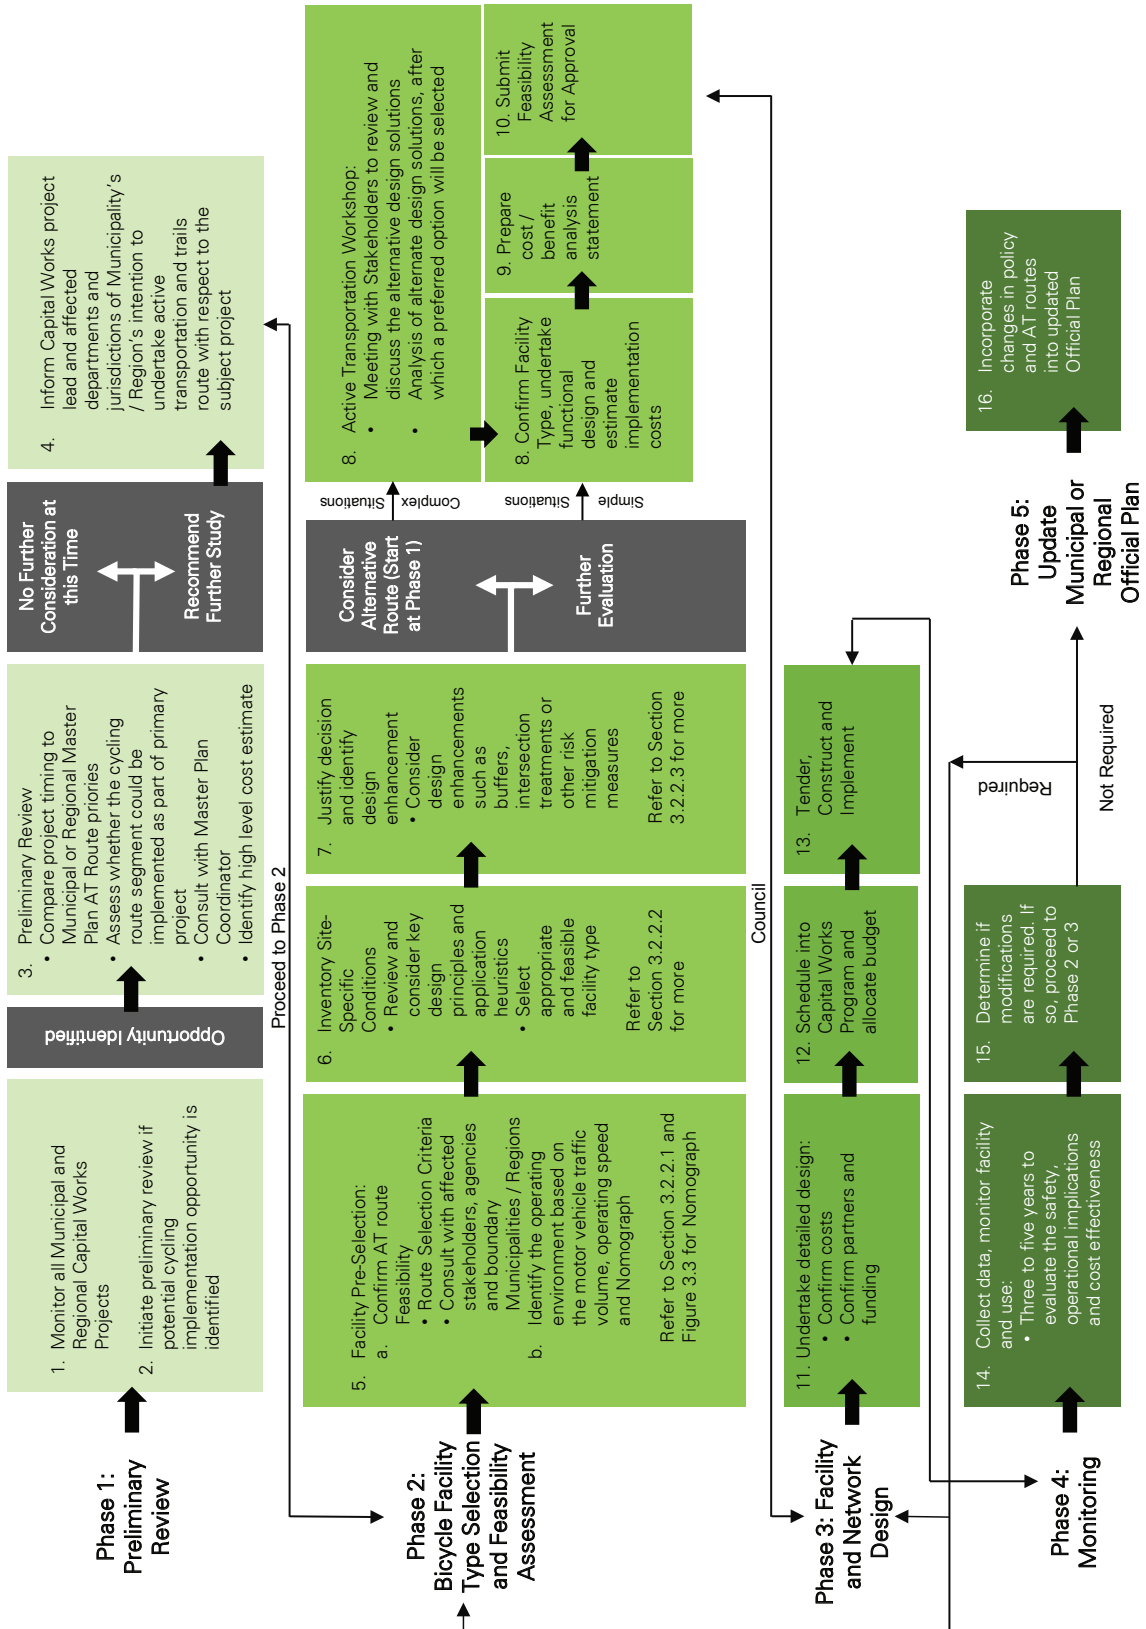 Phase 1:
Preliminary
Review
1. Monitor all Municipal and
Regional Capital Works
Projects
2. Initiate preliminary review if
potential cycling
implementation opportunity is
identified
Opportunity Identified
3. Preliminary Review
• Compare project timing to
Municipal or Regional Master
Plan AT Route priorities
• Assess whether the cycling
route segment could be
implemented as part of primary
project
• Consult with Master Plan
Coordinator
• Identify high level cost estimate
No Further
Consideration at
this Time
Recommend
Further Study
4. Inform Capital Works project
lead and affected
departments and
jurisdictions of Municipality's
/ Region's intention to
undertake active
transportation and trails
route with respect to the
subject project
Proceed to Phase 2
Phase 2:
Bicycle Facility
Type Selection
and Feasibility
Assessment
5. Facility Pre-Selection:
a. Confirm AT route
Feasibility
• Route Selection Criteria
• Consult with affected
stakeholders, agencies
and boundary
Municipalities / Regions
b. Identify the operating
environment based on
the motor vehicle traffic
volume, operating speed
and Nomograph
Refer to Section 3.2.2.1 and
Figure 3.3 for Nomograph
6. Inventory Site-
Specific
Conditions
• Review and
consider key
design
principles and
application
heuristics
• Select
appropriate
and feasible
facility type
Refer to
Section 3.2.2.2
for more
7. Justify decision
and identify
design
enhancement
• Consider
design
enhancements
such as
buffers,
intersection
treatments or
other risk
mitigation
measures
Refer to Section
3.2.2.3 for more
Consider
Alternative
Route (Start
at Phase 1)
Further
Evaluation
Complex
Situations
Simple
Situations
8. Active Transportation Workshop:
• Meeting with Stakeholders to review and
discuss the alternative design solutions
• Analysis of alternate design solutions, after
which a preferred option will be selected
8. Confirm Facility
Type, undertake
functional
design and
estimate
implementation
costs
9. Prepare
cost /
benefit
analysis
statement
10. Submit
Feasibility
Assessment
for Approval
Council
Phase 3: Facility
and Network
Design
11. Undertake detailed design:
• Confirm costs
• Confirm partners and
funding
12. Schedule into
Capital Works
Program and
allocate budget
13. Tender,
Construct and
Implement
Phase 4:
Monitoring
14. Collect data, monitor facility
and use:
• Three to five years to
evaluate the safety,
operational implications
and cost effectiveness
15. Determine if
modifications
are required. If
so, proceed to
Phase 2 or 3
Required
Not Required
Phase 5:
Update
Municipal or
Regional
Official Plan
16. Incorporate
changes in policy
and AT routes
into updated
Official Plan